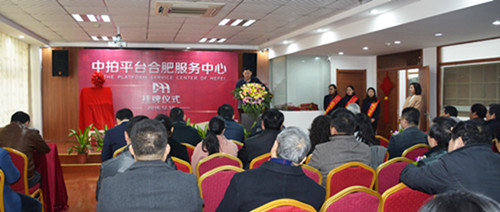 中拍平台合肥服务中心
THE PLATFORM SERVICE CENTER OF HEFEI
挂牌仪式